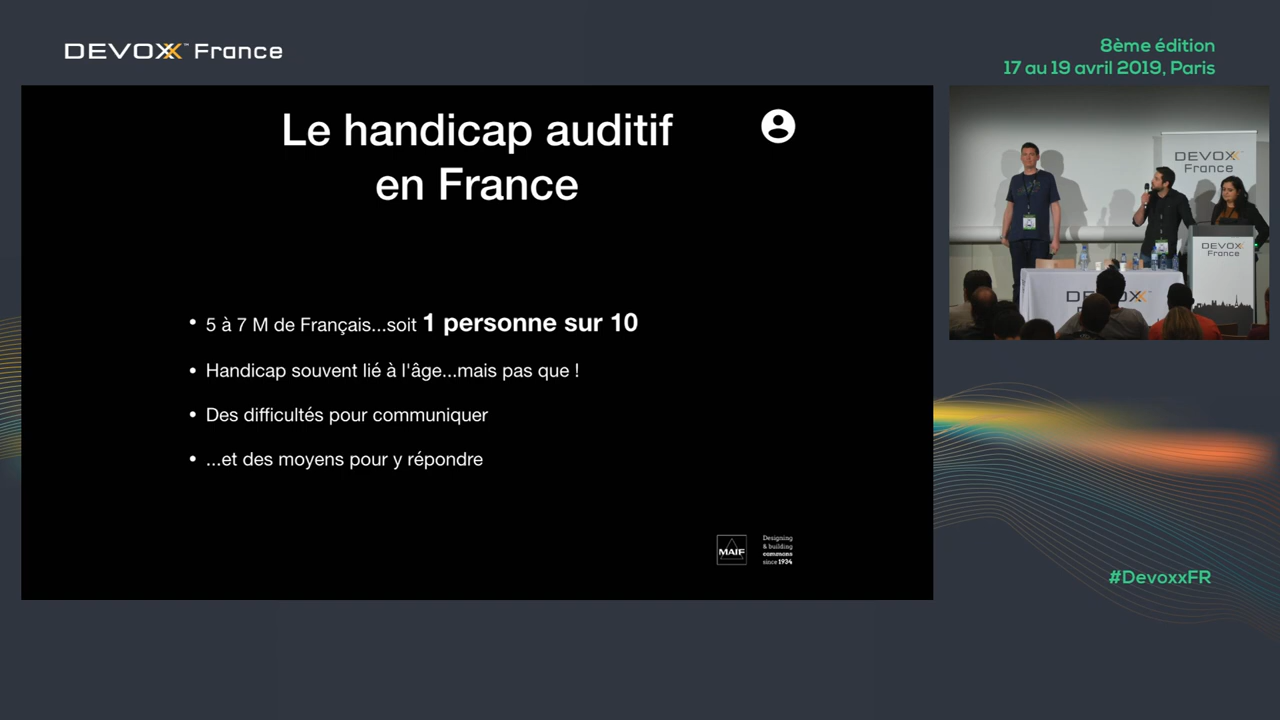 DEVOXX™ France
8ème édition
17 au 19 avril 2019, Paris
Le handicap auditif
en France
• 5 à 7 M de Français...soit 1 personne sur 10
• Handicap souvent lié à l'âge...mais pas que !
• Des difficultés pour communiquer
• ...et des moyens pour y répondre
MAIF
Designing
& building
commons
since 1934
DEVOXX
France
DEVOXX
France
#DevoxxFR